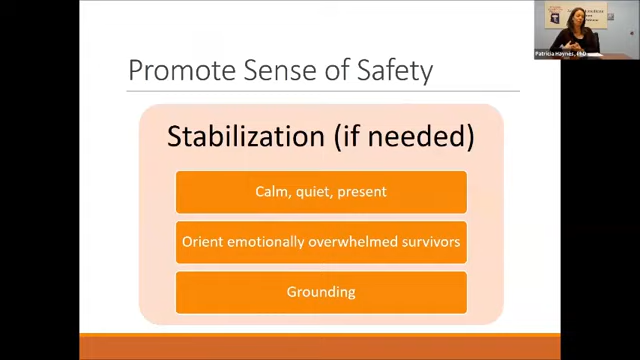 Promote Sense of Safety
Stabilization (if needed)
Calm, quiet, present
Orient emotionally overwhelmed survivors
Grounding
Patricia Haynes, PhD